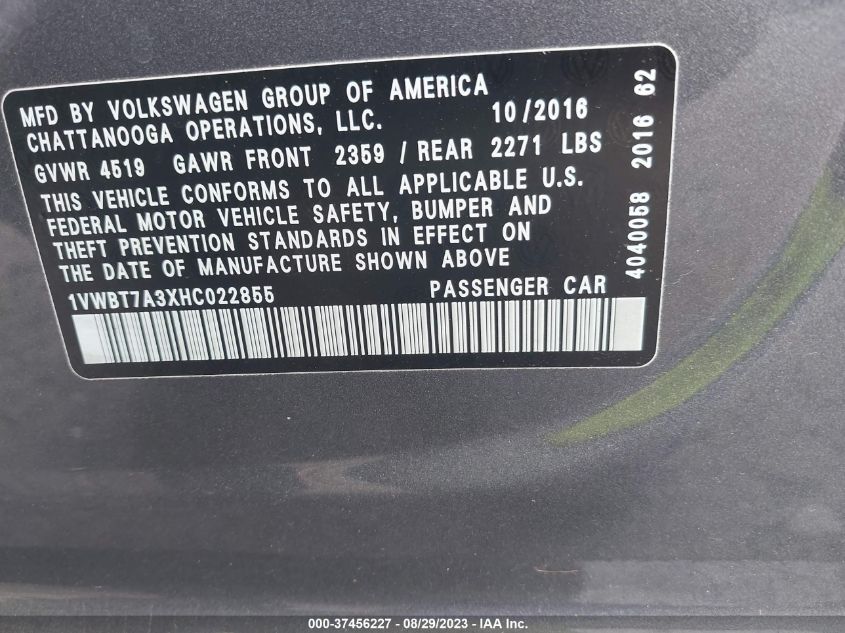 MFD BY VOLKSWAGEN GROUP OF AMERICA
CHATTANOOGA OPERATIONS, LLC. 10/2016
GVWR 4519 GAWR FRONT 2359 / REAR 2271 LBS
THIS VEHICLE CONFORMS TO ALL APPLICABLE U.S.
FEDERAL MOTOR VEHICLE SAFETY, BUMPER AND
THEFT PREVENTION STANDARDS IN EFFECT ON
THE DATE OF MANUFACTURE SHOWN ABOVE
1VWBT7A3XHC022855 PASSENGER CAR
4040058 2016 62
000-37456227 - 08/29/2023 - IAA Inc.